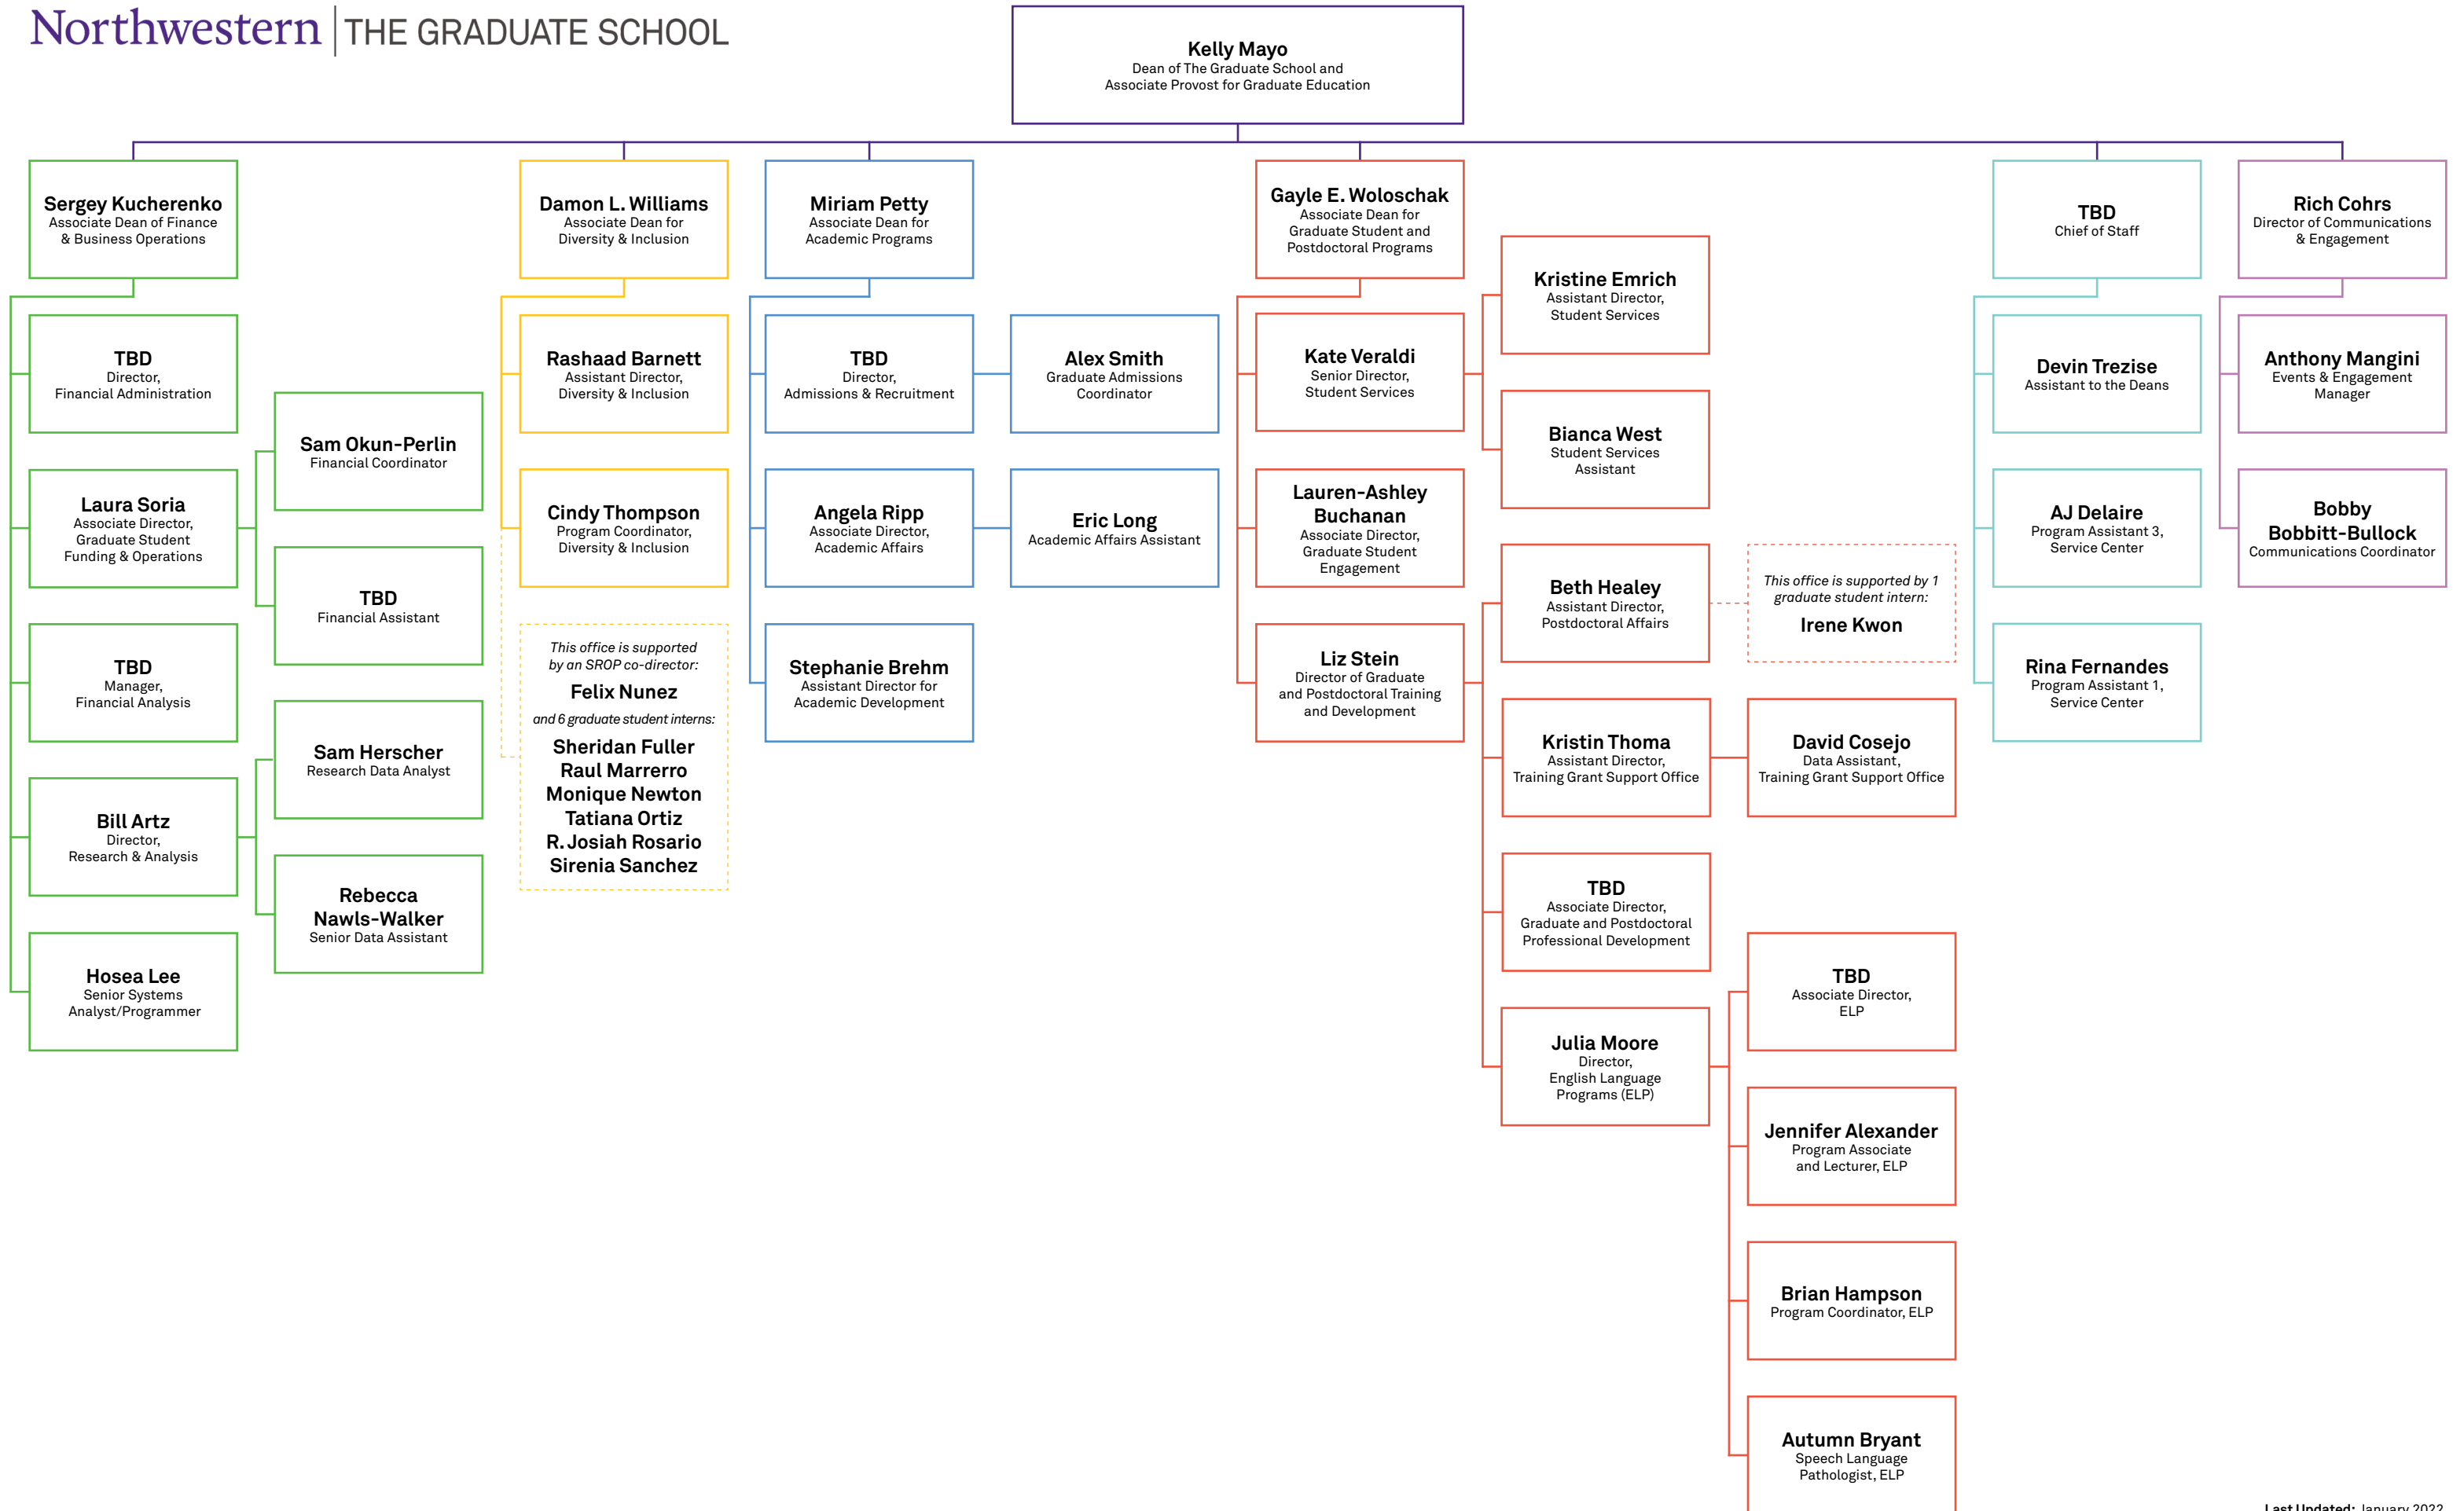 Northwestern | THE GRADUATE SCHOOL
Kelly Mayo
Dean of The Graduate School and
Associate Provost for Graduate Education
Sergey Kucherenko
Associate Dean of Finance
& Business Operations
TBD
Director,
Financial Administration
Laura Soria
Associate Director,
Graduate Student
Funding & Operations
Sam Okun-Perlin
Financial Coordinator
TBD
Financial Assistant
TBD
Manager,
Financial Analysis
Bill Artz
Director,
Research & Analysis
Sam Herscher
Research Data Analyst
Rebecca
Nawls-Walker
Senior Data Assistant
Hosea Lee
Senior Systems
Analyst/Programmer
Damon L. Williams
Associate Dean for
Diversity & Inclusion
Rashaad Barnett
Assistant Director,
Diversity & Inclusion
Cindy Thompson
Program Coordinator,
Diversity & Inclusion
This office is supported
by an SROP co-director:
Felix Nunez
and 6 graduate student interns:
Sheridan Fuller
Raul Marrerro
Monique Newton
Tatiana Ortiz
R. Josiah Rosario
Sirenia Sanchez
Miriam Petty
Associate Dean for
Academic Programs
TBD
Director,
Admissions & Recruitment
Alex Smith
Graduate Admissions
Coordinator
Angela Ripp
Associate Director,
Academic Affairs
Eric Long
Academic Affairs Assistant
Stephanie Brehm
Assistant Director for
Academic Development
Gayle E. Woloschak
Associate Dean for
Graduate Student and
Postdoctoral Programs
Kate Veraldi
Senior Director,
Student Services
Kristine Emrich
Assistant Director,
Student Services
Bianca West
Student Services
Assistant
Lauren-Ashley
Buchanan
Associate Director,
Graduate Student
Engagement
Liz Stein
Director of Graduate
and Postdoctoral Training
and Development
Beth Healey
Assistant Director,
Postdoctoral Affairs
This office is supported by 1
graduate student intern:
Irene Kwon
Kristin Thoma
Assistant Director,
Training Grant Support Office
David Cosejo
Data Assistant,
Training Grant Support Office
TBD
Associate Director,
Graduate and Postdoctoral
Professional Development
Julia Moore
Director,
English Language
Programs (ELP)
TBD
Associate Director,
ELP
Jennifer Alexander
Program Associate
and Lecturer, ELP
Brian Hampson
Program Coordinator, ELP
Autumn Bryant
Speech Language
Pathologist, ELP
TBD
Chief of Staff
Devin Trezise
Assistant to the Deans
AJ Delaire
Program Assistant 3,
Service Center
Rina Fernandes
Program Assistant 1,
Service Center
Rich Cohrs
Director of Communications
& Engagement
Anthony Mangini
Events & Engagement
Manager
Bobby
Bobbitt-Bullock
Communications Coordinator
Last Updated: January 2022